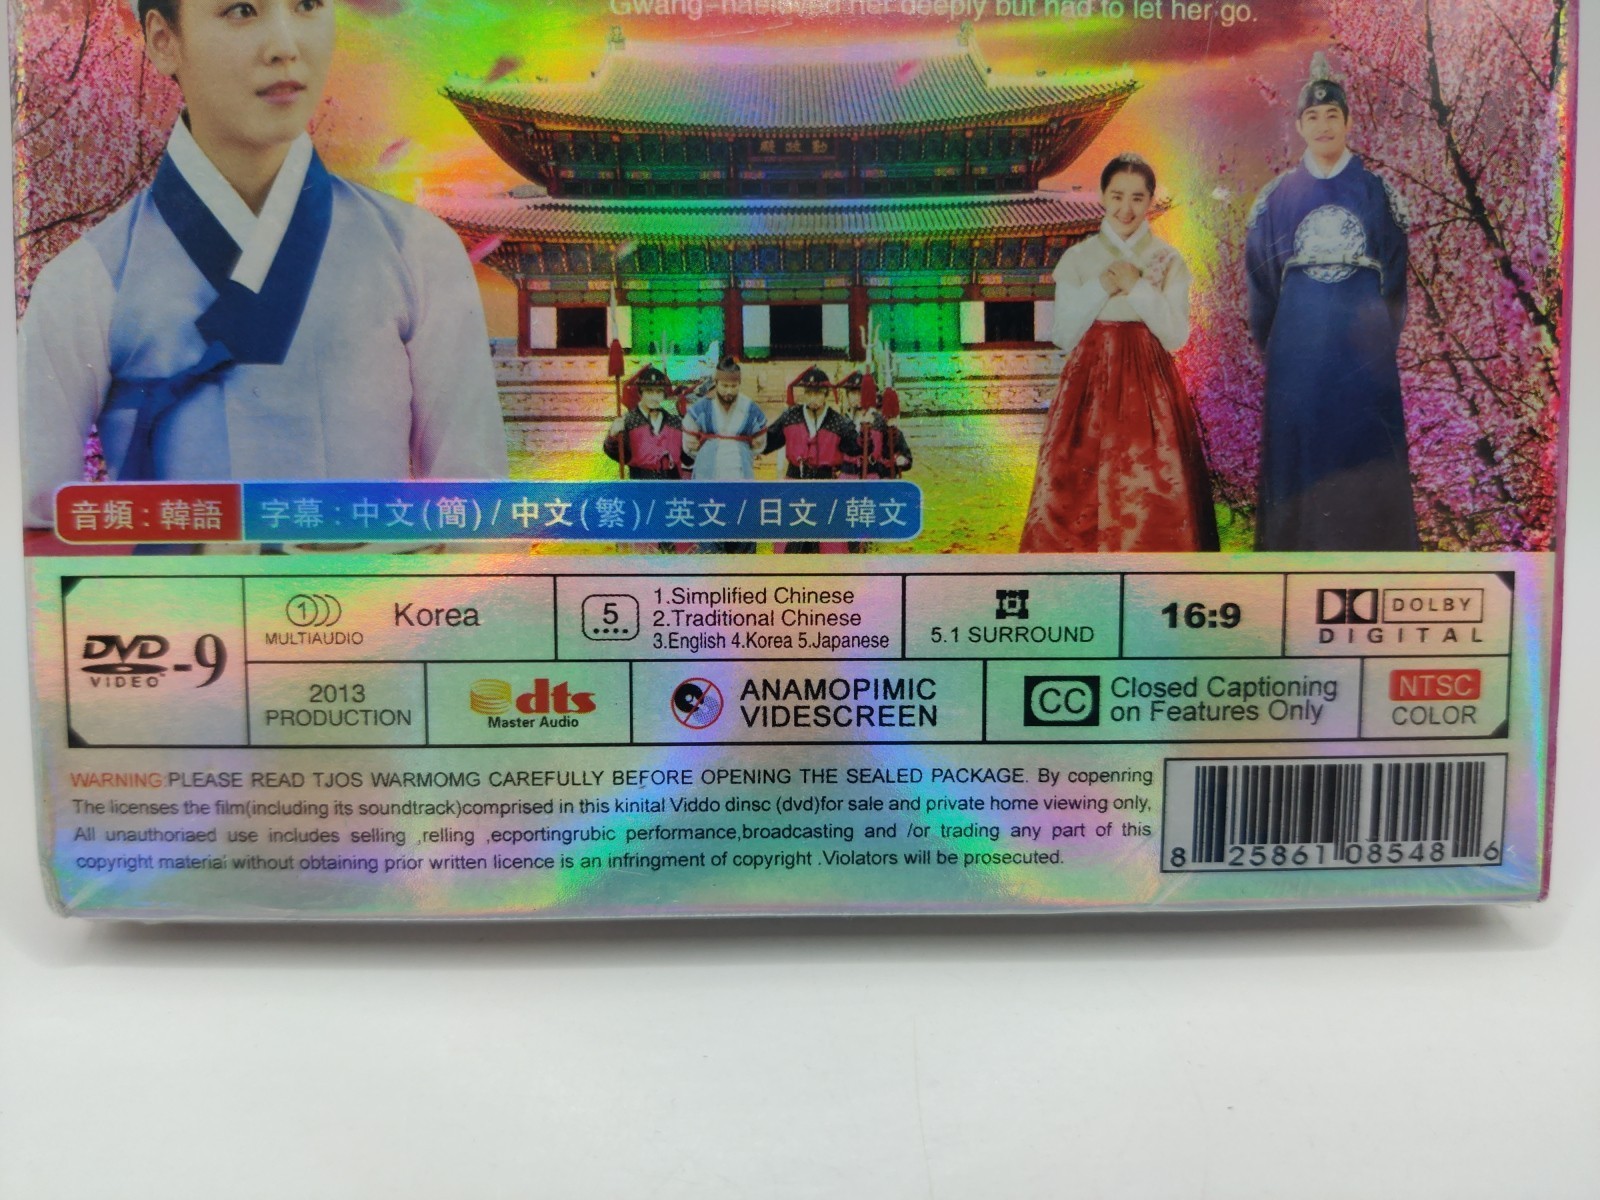 Gwang-hae loved her deeply but had to let her go.
勤政殿
音頻：韓語 字幕：中文(簡) / 中文(繁) / 英文 / 日文 / 韓文
DVD VIDEO -9
1 MULTIAUDIO Korea
5
1.Simplified Chinese
2.Traditional Chinese
3.English 4.Korea 5.Japanese
5.1 SURROUND
16:9
DOLBY
DIGITAL
2013
PRODUCTION
dts
Master Audio
ANAMOPIMIC
VIDESCREEN
CC Closed Captioning
on Features Only
NTSC
COLOR
WARNING:PLEASE READ TJOS WARMOMG CAREFULLY BEFORE OPENING THE SEALED PACKAGE. By copenring
The licenses the film(including its soundtrack)comprised in this kinital Viddo dinsc (dvd)for sale and private home viewing only,
All unauthoriaed use includes selling ,relling ,ecportingrubic performance,broadcasting and /or trading any part of this
copyright material without obtaining prior written licence is an infringment of copyright .Violators will be prosecuted.
8 25861 08548 6